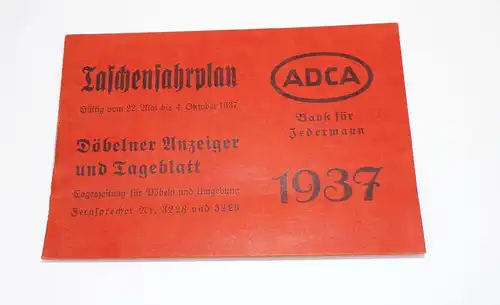 Taschenfahrplan
Gültig vom 22. Mai bis 4. Oktober 1937
Döbelner Anzeiger
und Tageblatt
Tageszeitung für Döbeln und Umgebung
Fernsprecher Nr. 3228 und 3229
ADCA
Bank für
Jedermann
1937